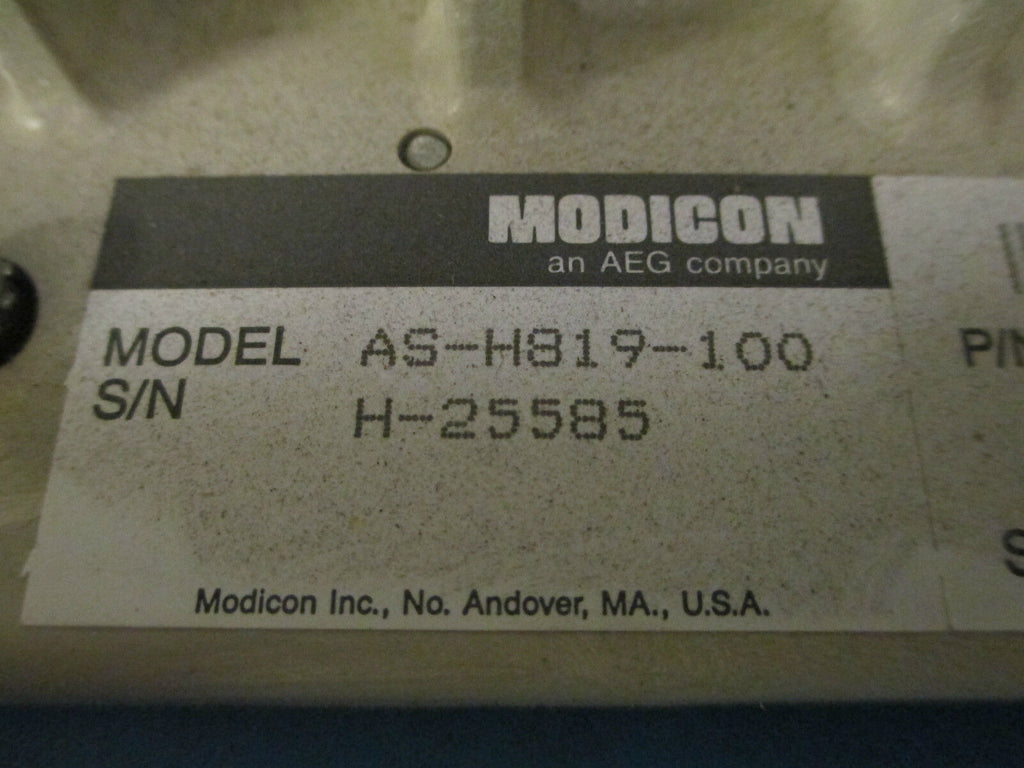 MODICON
an AEG company
MODEL AS-H819-100
S/N H-25585
Modicon Inc., No. Andover, MA., U.S.A.